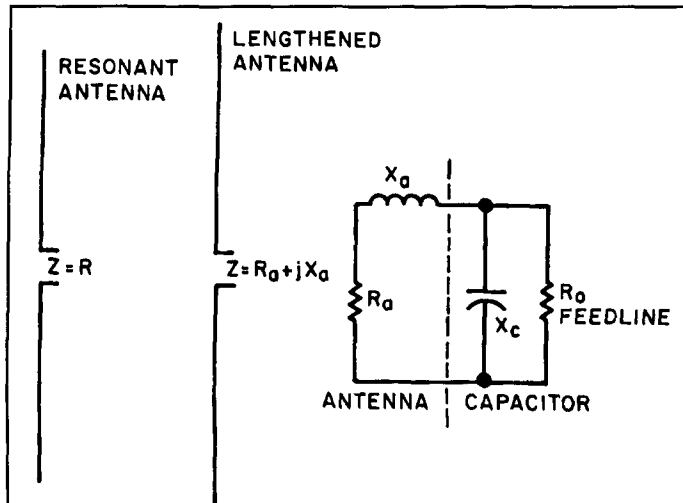 RESONANT
ANTENNA
LENGTHENED
ANTENNA
Z=R
Z=Ra+jXa
Xa
Ra
Xc
Ro
FEEDLINE
ANTENNA
CAPACITOR